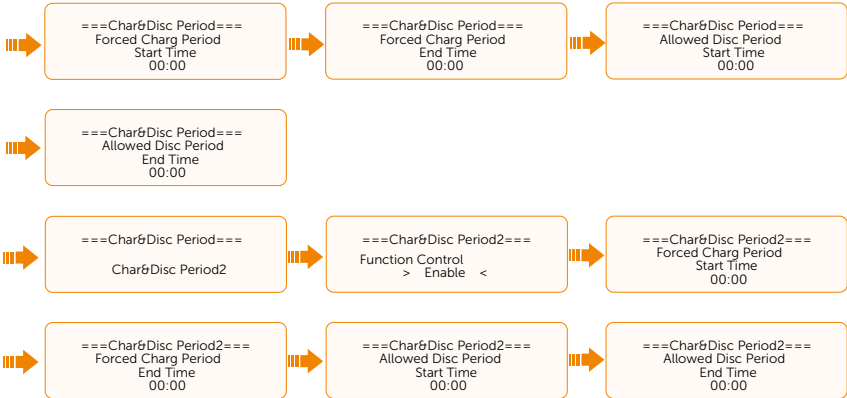 ===Char&Disc Period===
Forced Charg Period
Start Time
00:00
===Char&Disc Period===
Forced Charg Period
End Time
00:00
===Char&Disc Period===
Allowed Disc Period
Start Time
00:00
===Char&Disc Period===
Allowed Disc Period
End Time
00:00
===Char&Disc Period===
Char&Disc Period2
===Char&Disc Period2===
Function Control
> Enable <
===Char&Disc Period2===
Forced Charg Period
Start Time
00:00
===Char&Disc Period2===
Forced Charg Period
End Time
00:00
===Char&Disc Period2===
Allowed Disc Period
Start Time
00:00
===Char&Disc Period2===
Allowed Disc Period
End Time
00:00